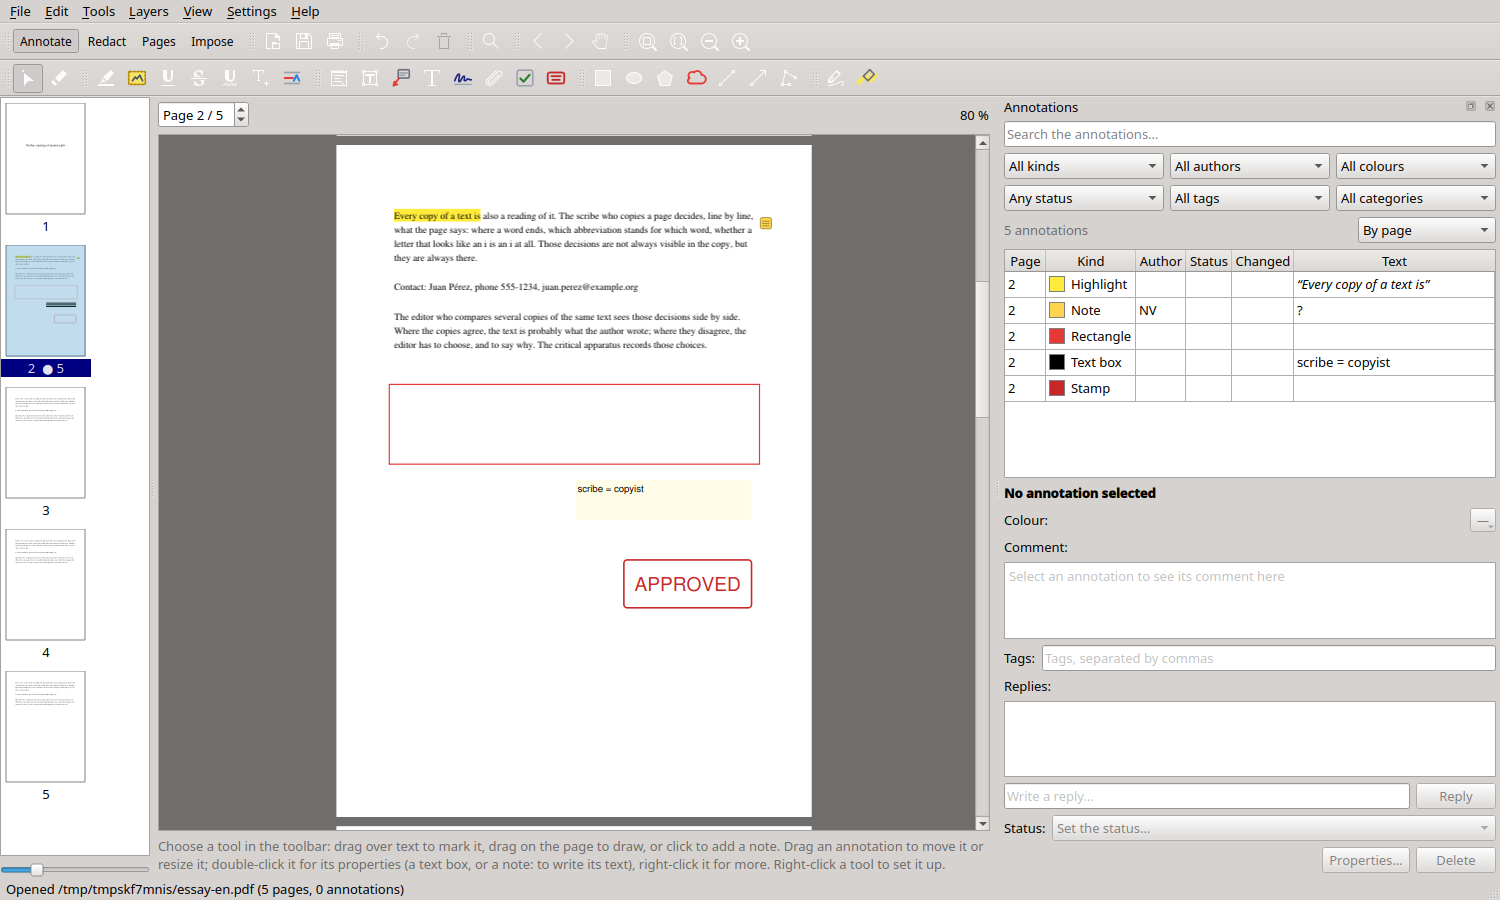 File Edit Tools Layers View Settings Help
Annotate Redact Pages Impose
Page 2 / 5
80 %
1
2 5
3
4
5
Every copy of a text is also a reading of it. The scribe who copies a page decides, line by line,
what the page says: where a word ends, which abbreviation stands for which word, whether a
letter that looks like an i is an i at all. Those decisions are not always visible in the copy, but
they are always there.
Contact: Juan Pérez, phone 555-1234, juan.perez@example.org
The editor who compares several copies of the same text sees those decisions side by side.
Where the copies agree, the text is probably what the author wrote; where they disagree, the
editor has to choose, and to say why. The critical apparatus records those choices.
scribe = copyist
APPROVED
Choose a tool in the toolbar: drag over text to mark it, drag on the page to draw, or click to add a note. Drag an annotation to move it or
resize it; double-click it for its properties (a text box, or a note: to write its text), right-click it for more. Right-click a tool to set it up.
Annotations
Search the annotations...
All kinds All authors All colours
Any status All tags All categories
5 annotations By page
Page Kind Author Status Changed Text
2 Highlight “Every copy of a text is”
2 Note NV ?
2 Rectangle
2 Text box scribe = copyist
2 Stamp
No annotation selected
Colour: —
Comment:
Select an annotation to see its comment here
Tags: Tags, separated by commas
Replies:
Write a reply... Reply
Status: Set the status...
Properties... Delete
Opened /tmp/tmpskf7mnis/essay-en.pdf (5 pages, 0 annotations)